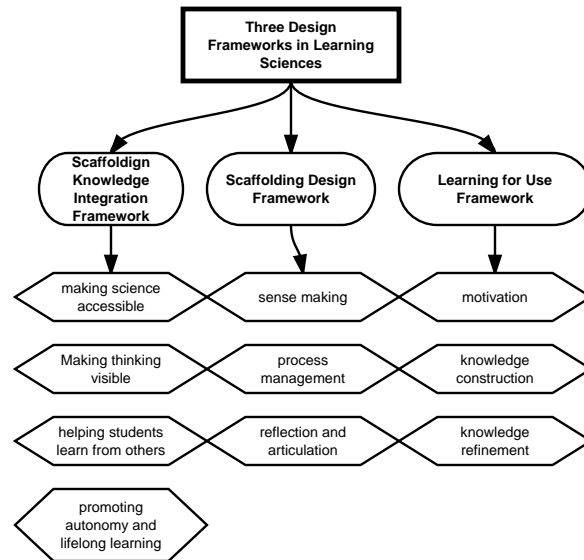 Three Design
Frameworks in Learning
Sciences
Scaffoldign
Knowledge
Integration
Framework
Scaffolding Design
Framework
Learning for Use
Framework
making science
accessible
sense making
motivation
Making thinking
visible
process
management
knowledge
construction
helping students
learn from others
reflection and
articulation
knowledge
refinement
promoting
autonomy and
lifelong learning